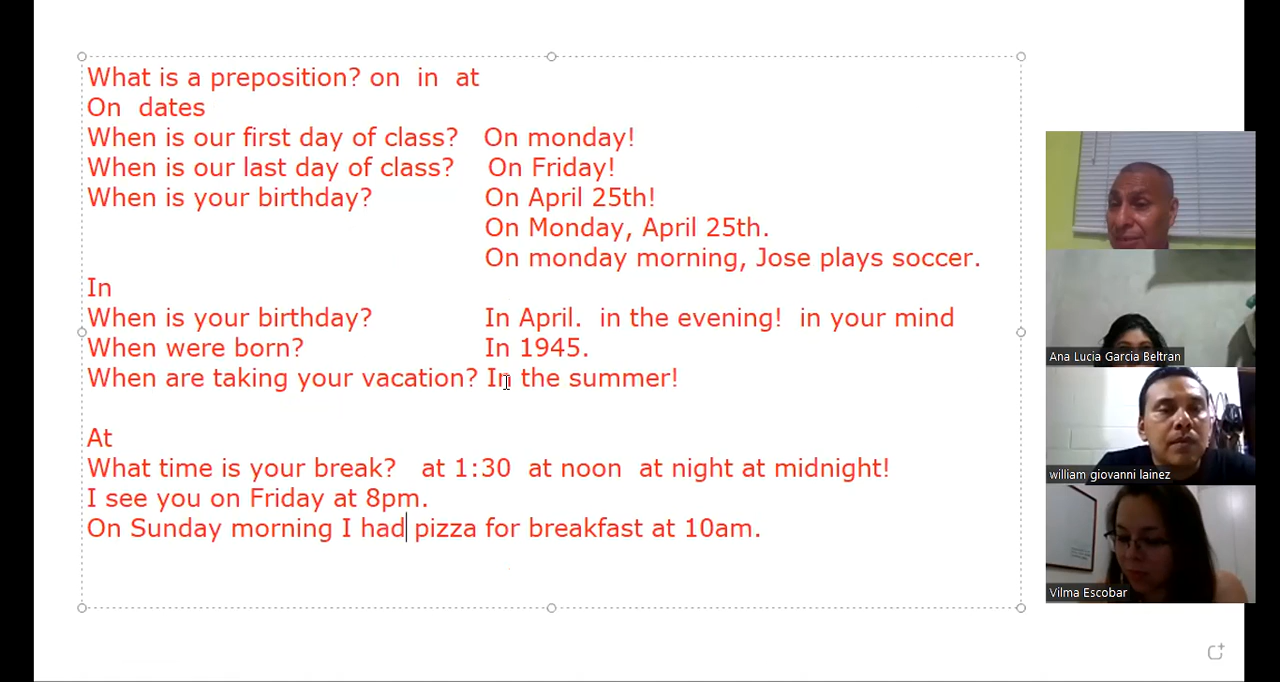 What is a preposition? on in at
On dates
When is our first day of class? On monday!
When is our last day of class? On Friday!
When is your birthday? On April 25th!
On Monday, April 25th.
On monday morning, Jose plays soccer.
In
When is your birthday? In April. in the evening! in your mind
When were born? In 1945.
When are taking your vacation? In the summer!
At
What time is your break? at 1:30 at noon at night at midnight!
I see you on Friday at 8pm.
On Sunday morning I had pizza for breakfast at 10am.
Ana Lucia Garcia Beltran
william giovanni lainez
Vilma Escobar